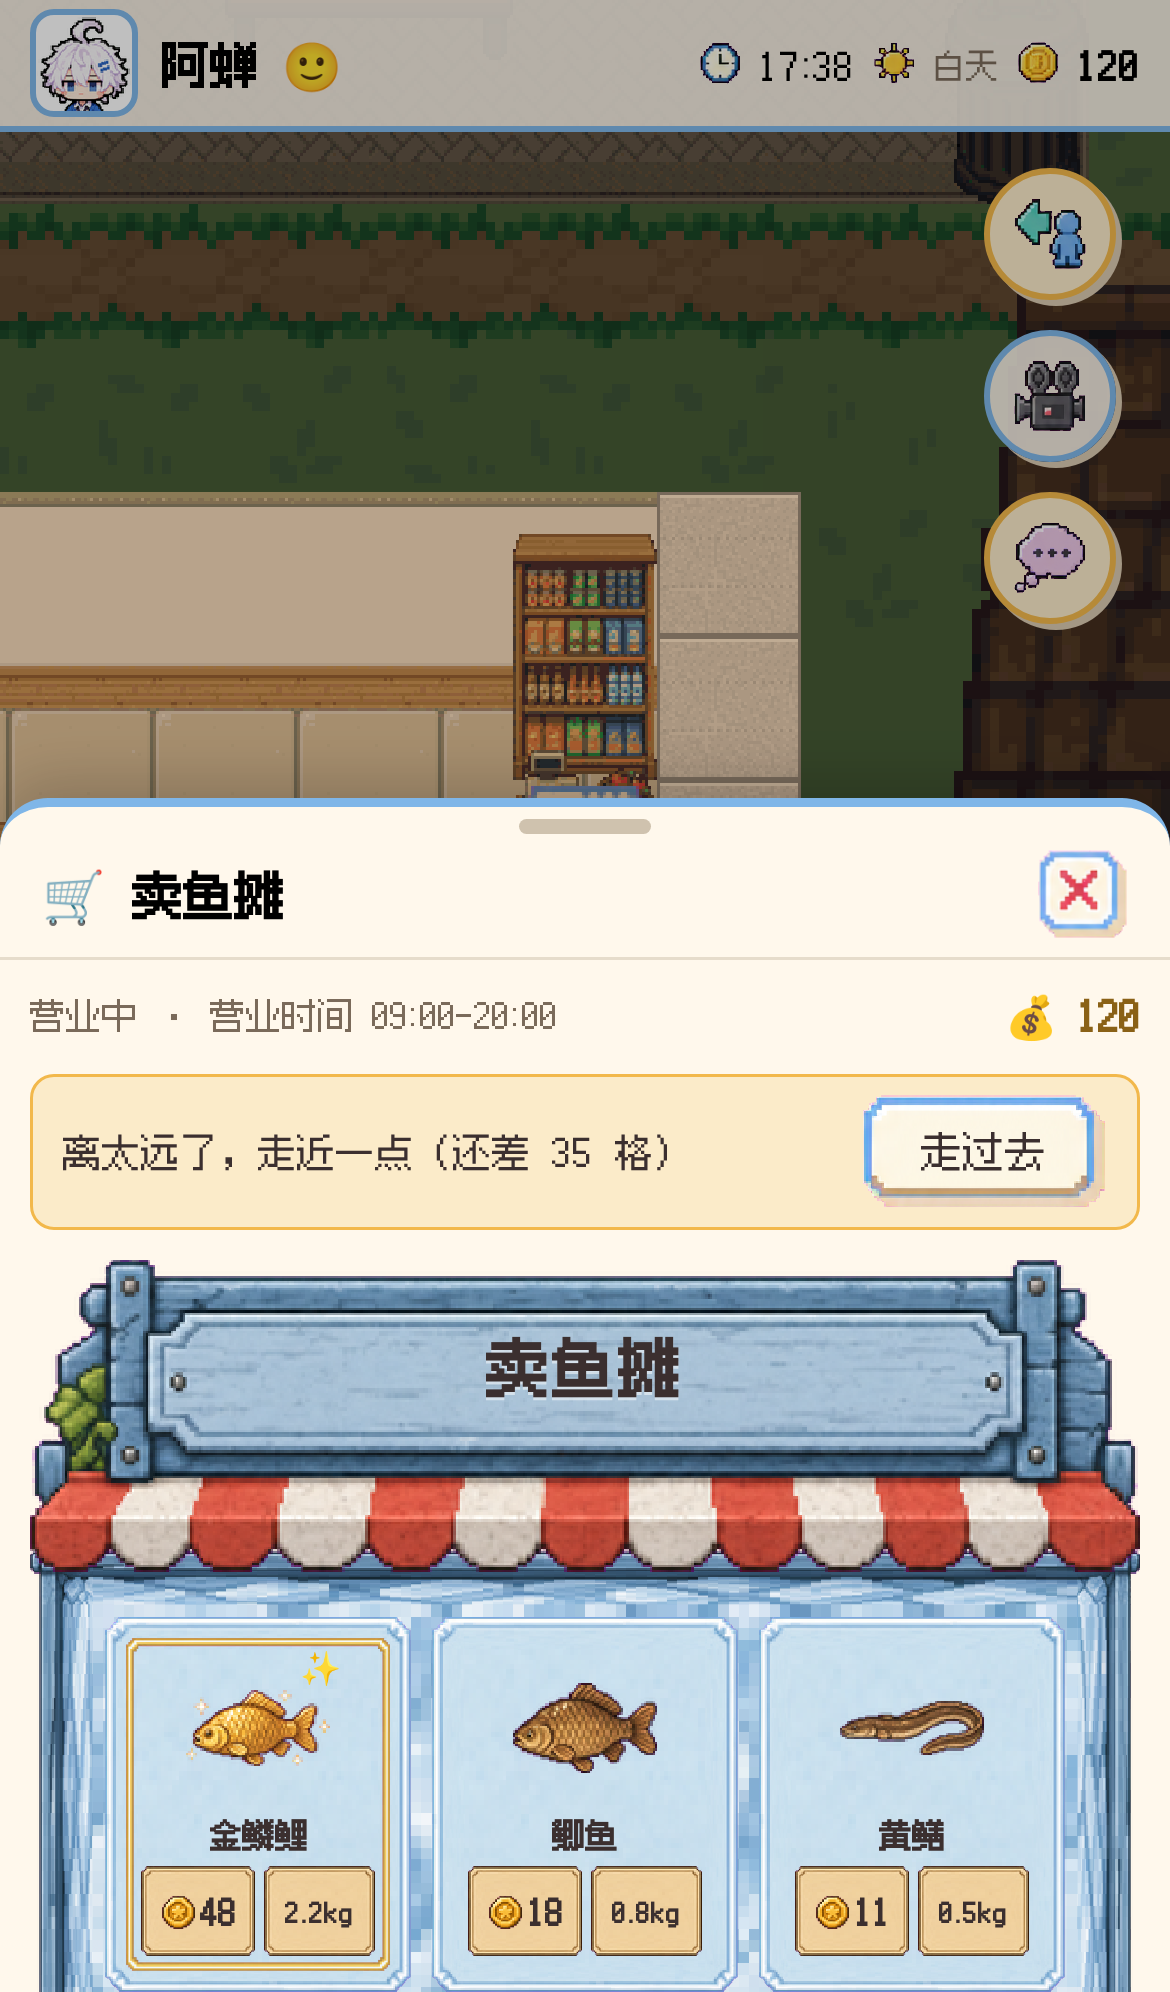 阿蝉 17:38 白天 120
卖鱼摊
营业中 · 营业时间 09:00-20:00 120
离太远了，走近一点（还差 35 格） 走过去
卖鱼摊
金鳞鲤 鲫鱼 黄鳝
48 2.2kg 18 0.8kg 11 0.5kg